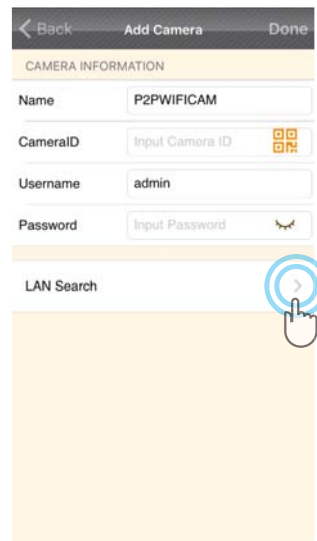 Back Add Camera Done
CAMERA INFORMATION
Name P2PWIFICAM
CameraID Input Camera ID
Username admin
Password Input Password
LAN Search